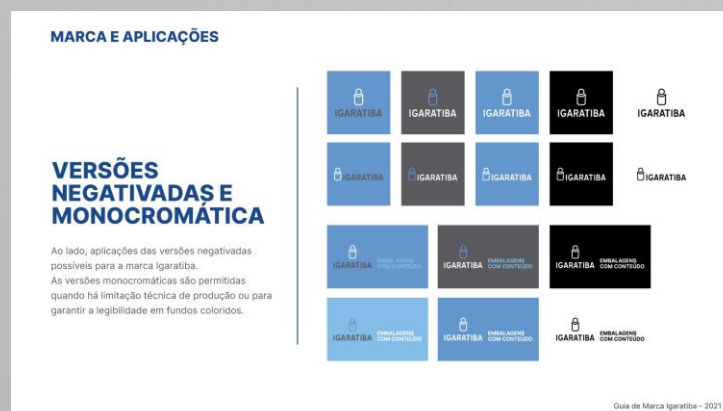 MARCA E APLICAÇÕES
VERSÕES
NEGATIVADAS E
MONOCROMÁTICA
Ao lado, aplicações das versões negativadas
possíveis para a marca Igaratiba.
As versões monocromáticas são permitidas
quando há limitação técnica de produção ou para
garantir a legibilidade em fundos coloridos.
IGARATIBA
IGARATIBA
IGARATIBA
IGARATIBA
IGARATIBA
IGARATIBA
IGARATIBA
IGARATIBA
IGARATIBA
IGARATIBA
IGARATIBA
EMBALAGENS
COM CONTEÚDO
IGARATIBA
EMBALAGENS
COM CONTEÚDO
IGARATIBA
EMBALAGENS
COM CONTEÚDO
IGARATIBA
EMBALAGENS
COM CONTEÚDO
IGARATIBA
EMBALAGENS
COM CONTEÚDO
IGARATIBA
EMBALAGENS
COM CONTEÚDO
Guia de Marca Igaratiba - 2021